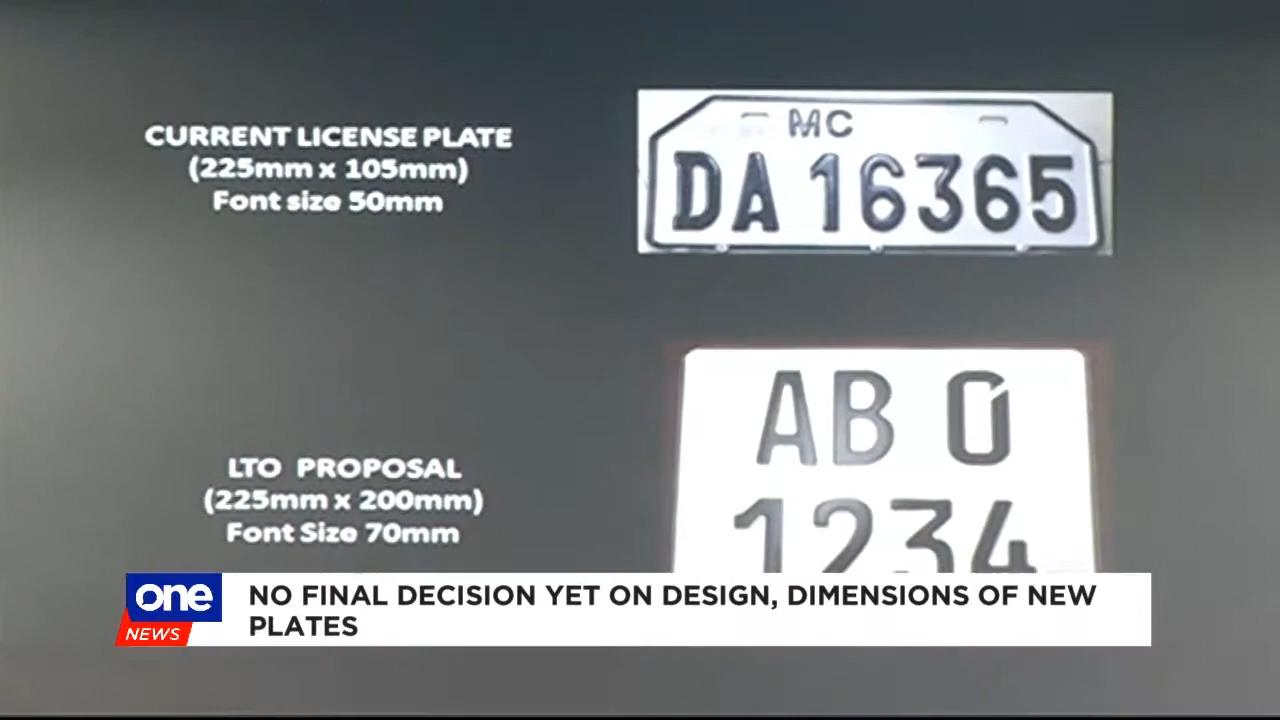 CURRENT LICENSE PLATE
(225mm x 105mm)
Font size 50mm
MC
DA 16365
LTO PROPOSAL
(225mm x 200mm)
Font Size 70mm
AB 0
1234
one
NEWS
NO FINAL DECISION YET ON DESIGN, DIMENSIONS OF NEW
PLATES